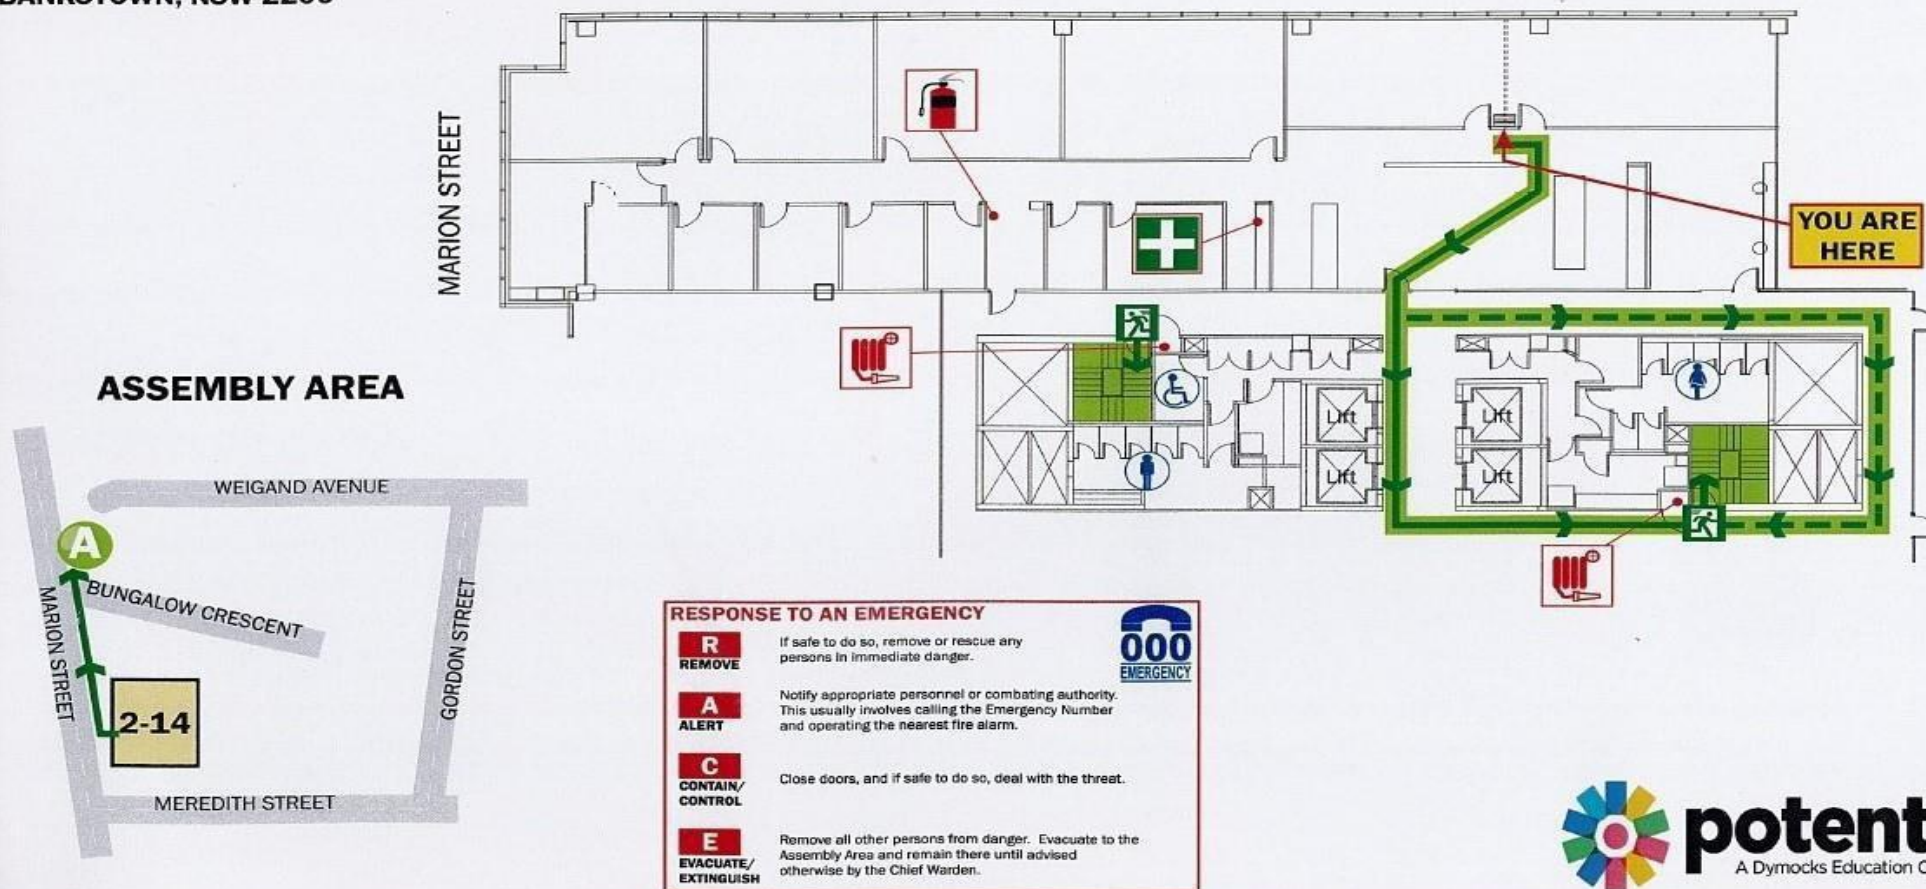 MARION STREET
YOU ARE
HERE
Lift
Lift
Lift
Lift
ASSEMBLY AREA
WEIGAND AVENUE
A
BUNGALOW CRESCENT
MARION STREET
GORDON STREET
2-14
MEREDITH STREET
RESPONSE TO AN EMERGENCY
000
EMERGENCY
R
REMOVE
If safe to do so, remove or rescue any
persons in immediate danger.
A
ALERT
Notify appropriate personnel or combating authority.
This usually involves calling the Emergency Number
and operating the nearest fire alarm.
C
CONTAIN/
CONTROL
Close doors, and if safe to do so, deal with the threat.
E
EVACUATE/
EXTINGUISH
Remove all other persons from danger. Evacuate to the
Assembly Area and remain there until advised
otherwise by the Chief Warden.
potent
A Dymocks Education C